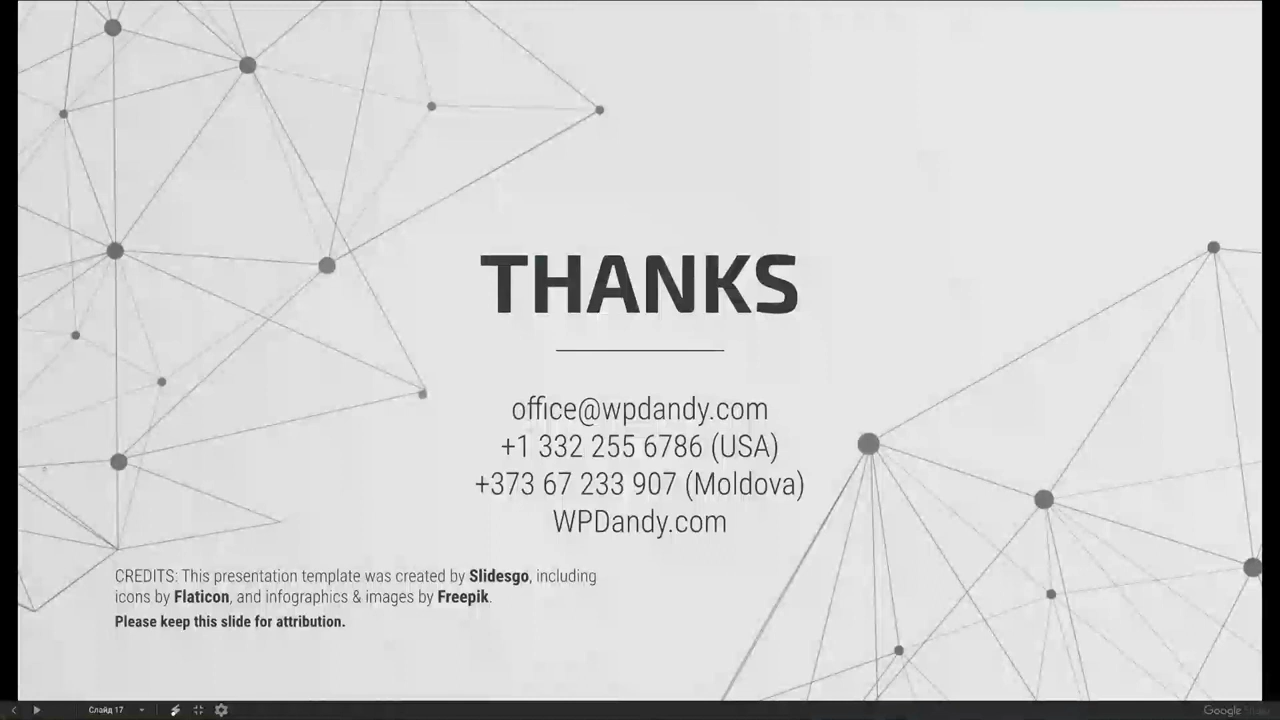 THANKS
office@wpdandy.com
+1 332 255 6786 (USA)
+373 67 233 907 (Moldova)
WPDandy.com
CREDITS: This presentation template was created by Slidesgo, including
icons by Flaticon, and infographics & images by Freepik.
Please keep this slide for attribution.
Слайд 17
Google